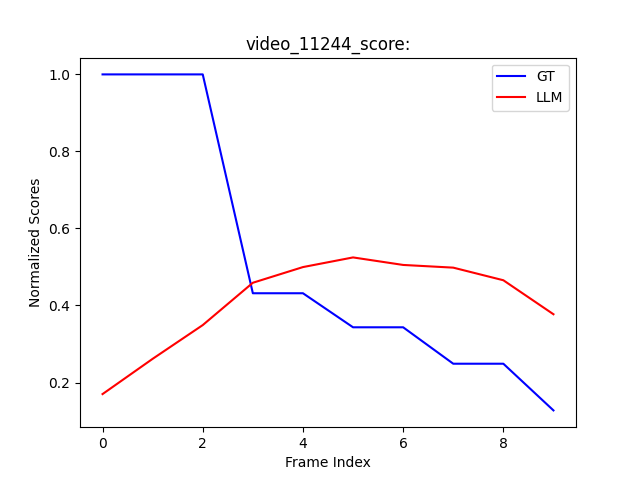 video_11244_score:
GT
LLM
Normalized Scores
1.0
0.8
0.6
0.4
0.2
0 2 4 6 8
Frame Index